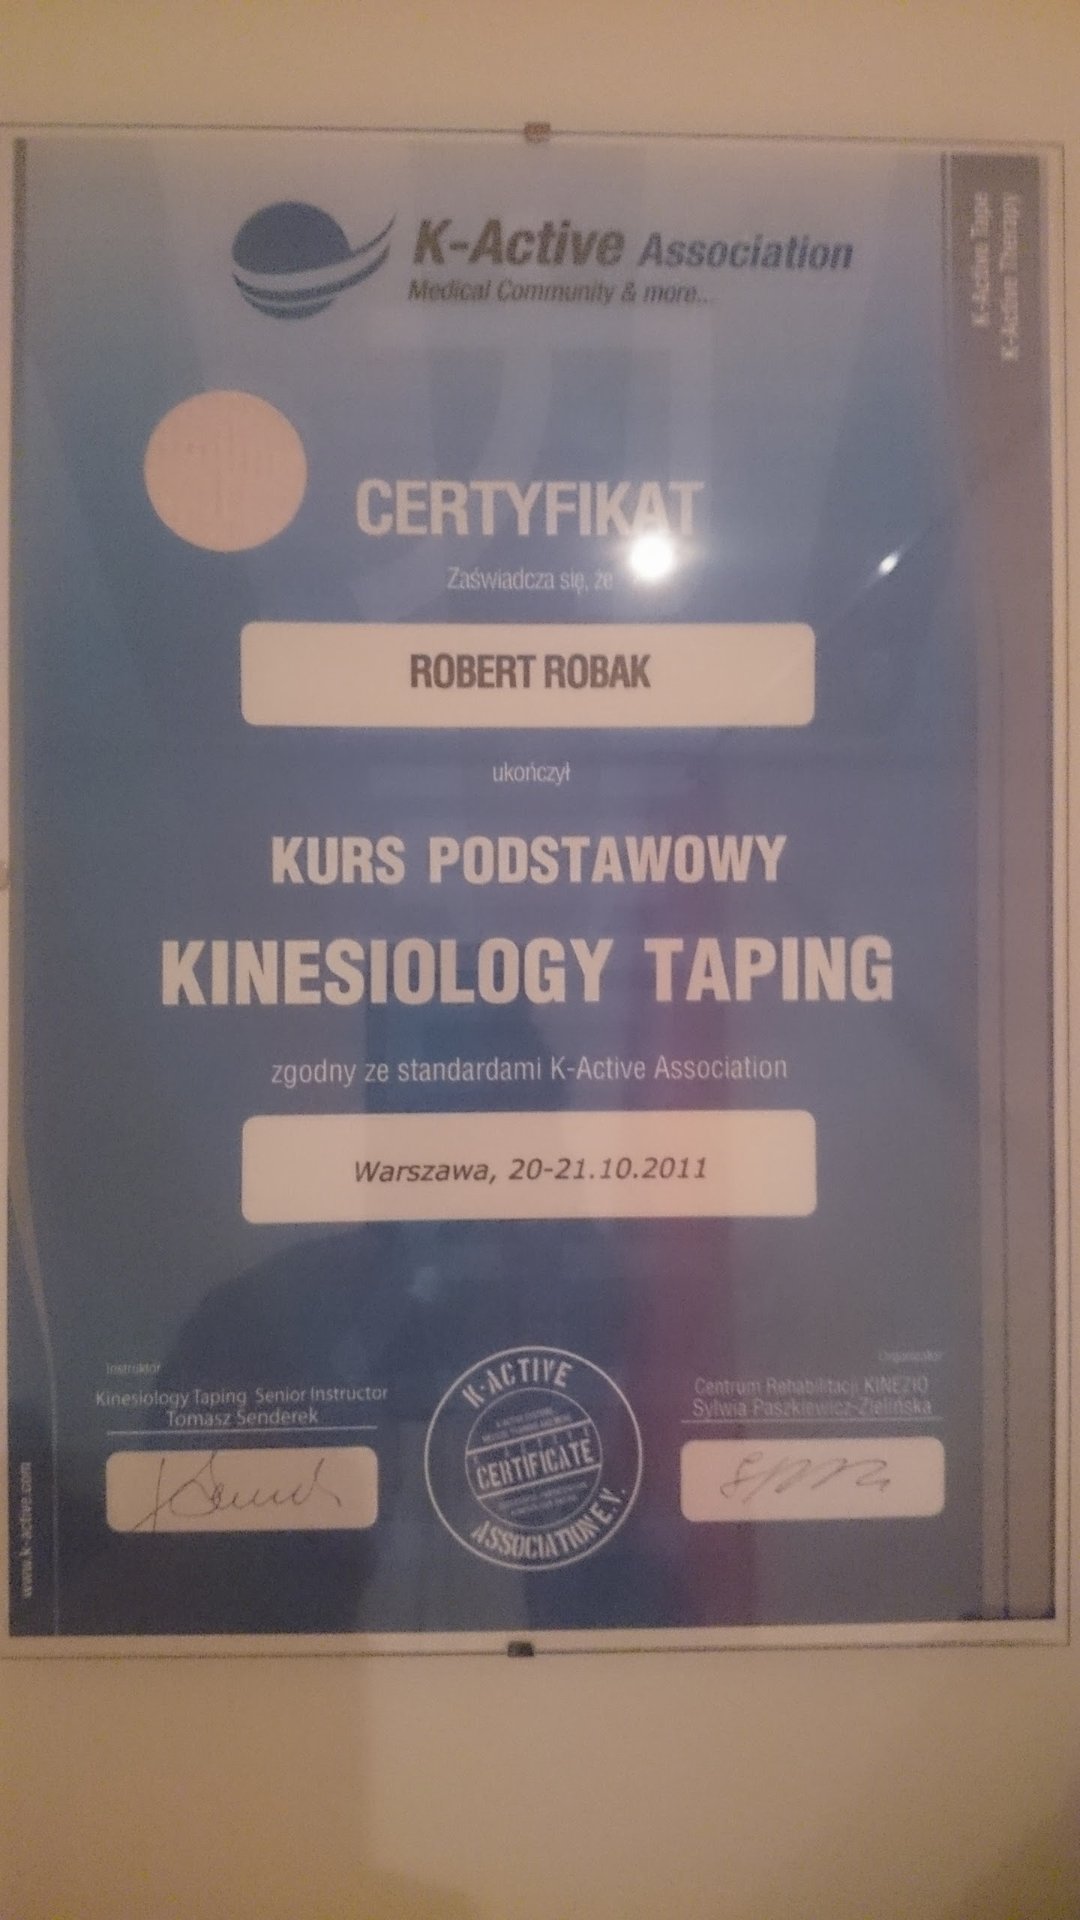 K-Active Association
Medical Community & more...
K-Active Tape
K-Active Therapy
CERTYFIKAT
Zaświadcza się, że
ROBERT ROBAK
ukończył
KURS PODSTAWOWY
KINESIOLOGY TAPING
zgodny ze standardami K-Active Association
Warszawa, 20-21.10.2011
Instruktor
Kinesiology Taping Senior Instructor
Tomasz Senderek
K-ACTIVE
CERTIFICATE
ASSOCIATION E.V.
Organizator
Centrum Rehabilitacji KINEZIO
Sylwia Paszkiewicz-Zielińska
www.k-active.com